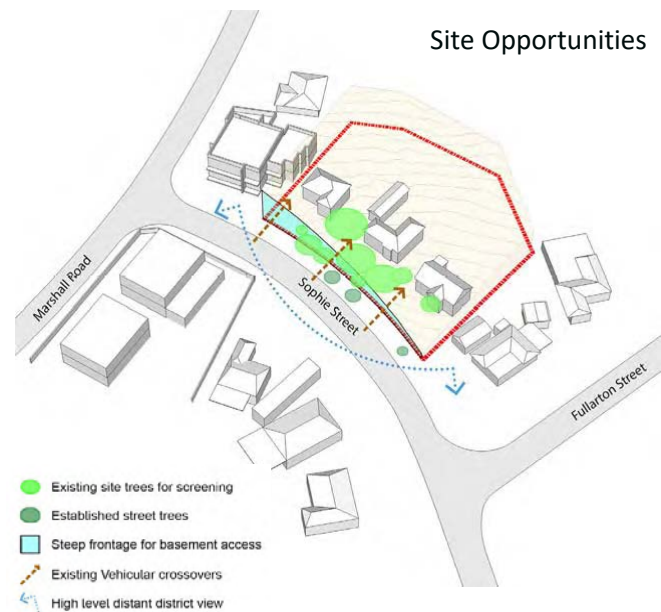 Site Opportunities
Marshall Road
Sophie Street
Fullarton Street
Existing site trees for screening
Established street trees
Steep frontage for basement access
Existing Vehicular crossovers
High level distant district view